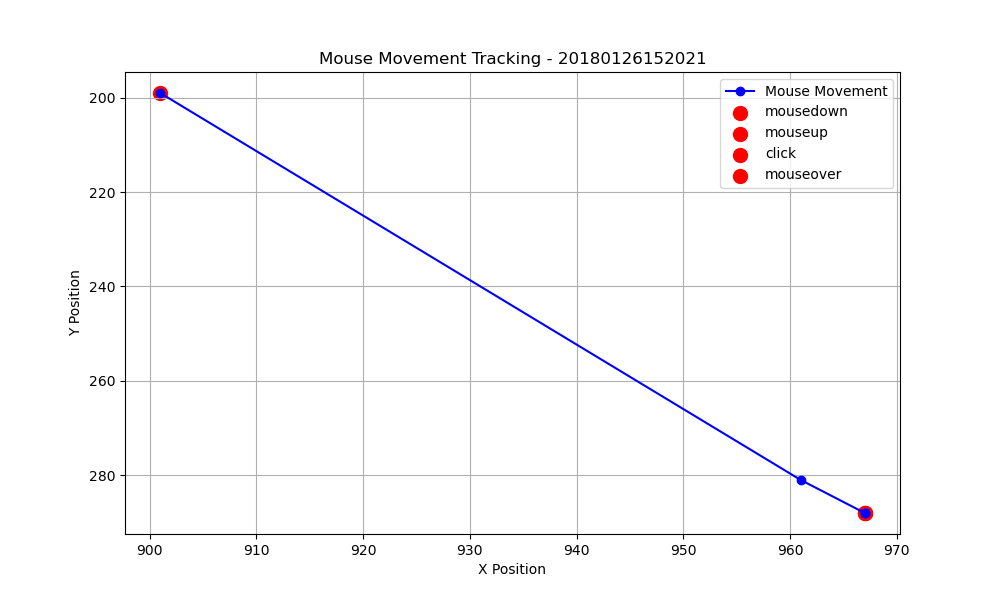 Mouse Movement Tracking - 20180126152021
Mouse Movement
mousedown
mouseup
click
mouseover
200
220
240
260
280
Y Position
900 910 920 930 940 950 960 970
X Position